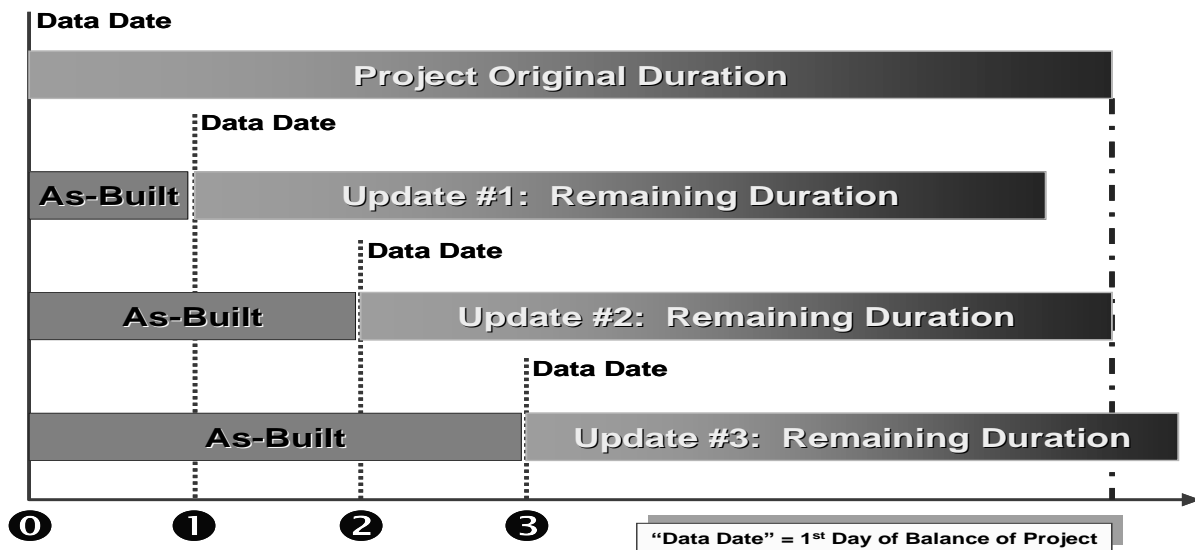 Data Date
Project Original Duration
Data Date
As-Built
Update #1: Remaining Duration
Data Date
As-Built
Update #2: Remaining Duration
Data Date
As-Built
Update #3: Remaining Duration
0
1
2
3
“Data Date” = 1st Day of Balance of Project